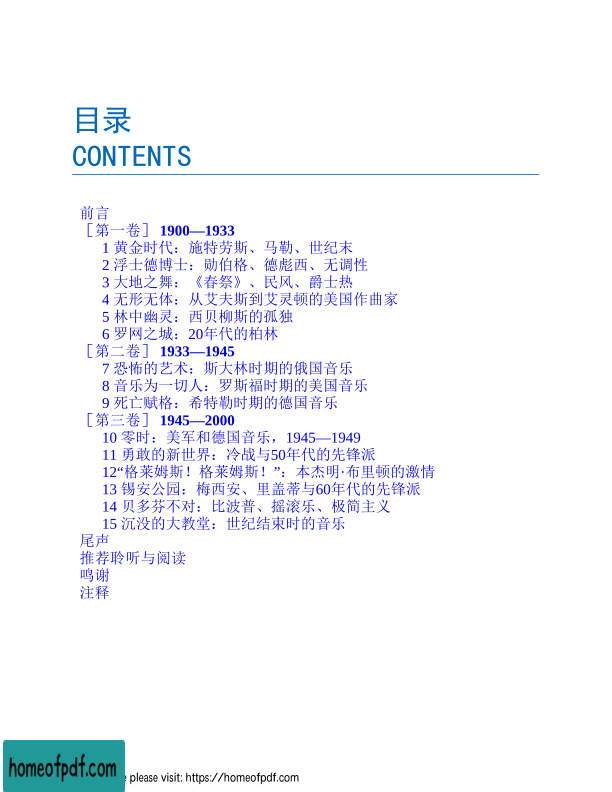 目录
CONTENTS
前言
［第一卷］ 1900—1933
1 黄金时代：施特劳斯、马勒、世纪末
2 浮士德博士：勋伯格、德彪西、无调性
3 大地之舞：《春祭》、民风、爵士热
4 无形无体：从艾夫斯到艾灵顿的美国作曲家
5 林中幽灵：西贝柳斯的孤独
6 罗网之城：20年代的柏林
［第二卷］ 1933—1945
7 恐怖的艺术：斯大林时期的俄国音乐
8 音乐为一切人：罗斯福时期的美国音乐
9 死亡赋格：希特勒时期的德国音乐
［第三卷］ 1945—2000
10 零时：美军和德国音乐，1945—1949
11 勇敢的新世界：冷战与50年代的先锋派
12“格莱姆斯！格莱姆斯！”：本杰明·布里顿的激情
13 锡安公园：梅西安、里盖蒂与60年代的先锋派
14 贝多芬不对：比波普、摇滚乐、极简主义
15 沉没的大教堂：世纪结束时的音乐
尾声
推荐聆听与阅读
鸣谢
注释
homeofpdf.com
please visit: https://homeofpdf.com